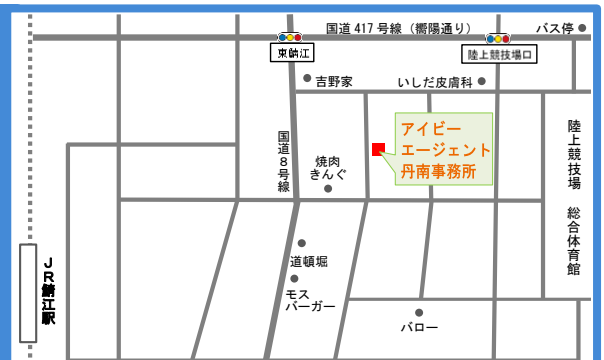 国道417号線（嚮陽通り）
バス停
東鯖江
陸上競技場口
吉野家
いしだ皮膚科
アイビー
エージェント
丹南事務所
国道8号線
焼肉
きんぐ
陸上競技場　総合体育館
道頓堀
モス
バーガー
バロー
ＪＲ鯖江駅